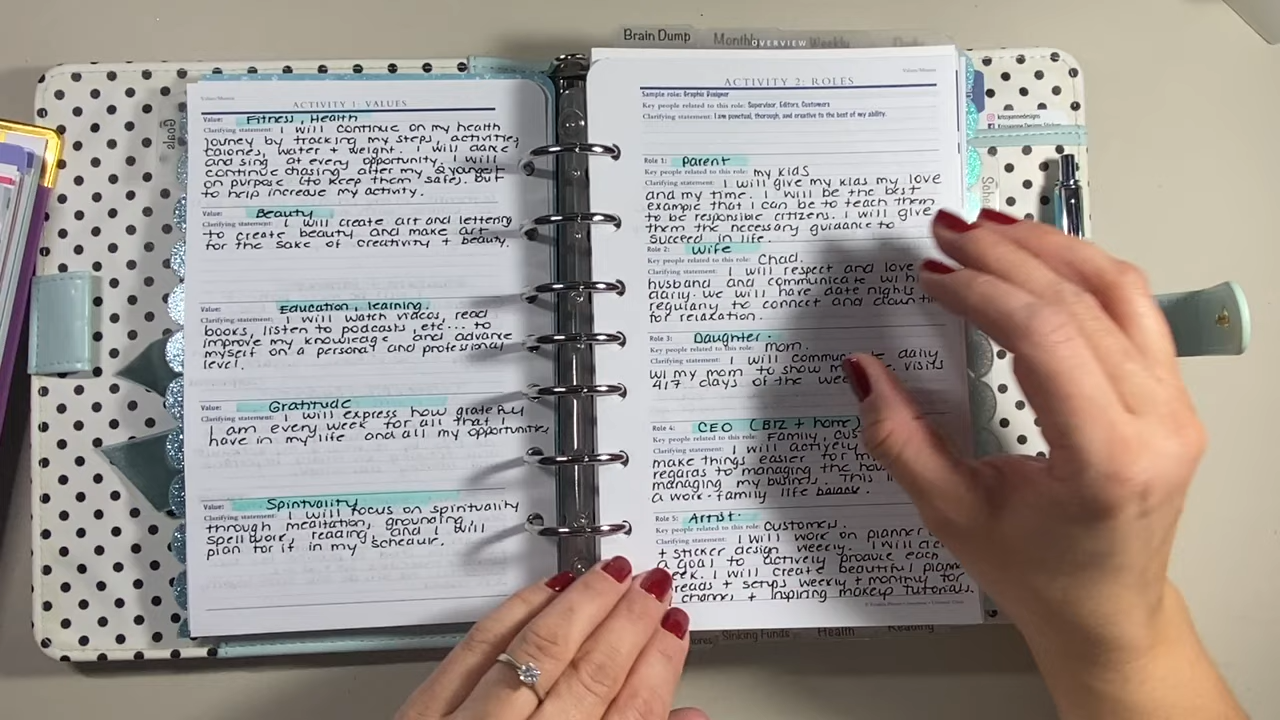 Brain Dump
Monthly
OVERVIEW
Weekly
Goals
Values/Mission
ACTIVITY 1: VALUES
Value: Fitness, Health
Clarifying statement: I will continue on my health
journey by tracking my steps, activities
calories, water + weight. I will dance
and sing at every opportunity. I will
continue chasing after my 2 youngest
on purpose (to keep them safe). but
to help increase my activity.
Value: Beauty
Clarifying statement: I will create art and lettering
to create beauty and make art
for the sake of creativity + beauty.
Value: Education, learning.
Clarifying statement: I will watch videos, read
books, listen to podcasts, etc... to
improve my knowledge and advance
myself on a personal and professional
level.
Value: Gratitude
Clarifying statement: I will express how grateful
I am every week for all that I
have in my life and all my opportunities
Value: Spirituality
Clarifying statement: I will focus on spirituality
through meditation, grounding
spellwork, reading, and I will
plan for it in my schedule.
Values/Mission
ACTIVITY 2: ROLES
Sample role: Graphic Designer
Key people related to this role: Supervisor, Editors, Customers
Clarifying statement: I am punctual, thorough, and creative to the best of my ability.
Role 1: Parent
Key people related to this role: my kids
Clarifying statement: I will give my kids my love
and my time. I will be the best
example that I can be to teach them
to be responsible citizens. I will give
them the necessary guidance to
succeed in life.
Role 2: Wife
Key people related to this role: Chad.
Clarifying statement: I will respect and love
husband and communicate w/
daily. We will have date nights
regularly to connect and
for relaxation.
Role 3: Daughter.
Key people related to this role: mom.
Clarifying statement: I will daily
w/ my mom to show visits
4/7 days of the
Role 4: CEO (Biz + home)
Key people related to this role: Family,
Clarifying statement: I will
make things easier for
regards to managing the
managing my business. This
a work-family life balance.
Role 5: Artist.
Key people related to this role: Customers.
Clarifying statement: I will work on planner
+ sticker design weekly. I will
a goal to actively produce each
I will create beautiful
+ setups weekly + monthly for
channel + inspiring makeup tutorials.
krissyannedesigns
Krissyanne Designs Stickers
Sinking Funds
Health
Reading